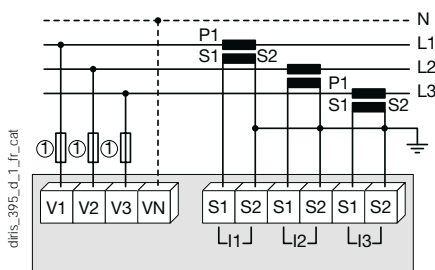 N
P1
L1
S1 S2
L2
P1
L3
S1 S2
① ① ①
V1 V2 V3 VN S1 S2 S1 S2 S1 S2
I1 I2 I3
diris_395_d_1_fr_cat